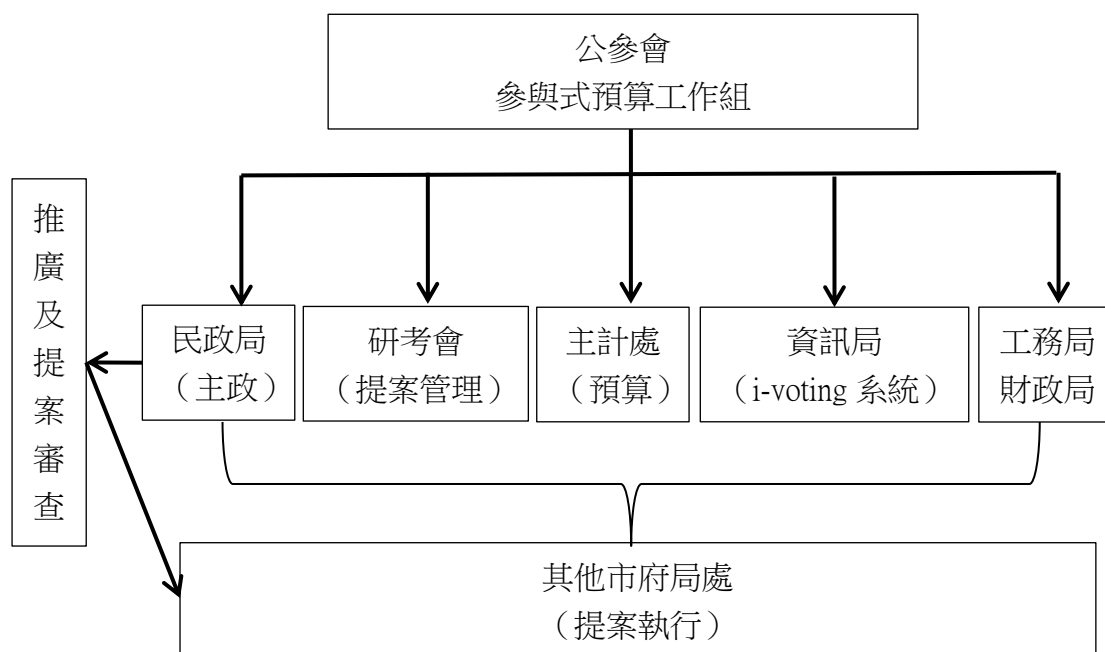 公參會
參與式預算工作組
推廣及提案審查
民政局
（主政）
研考會
（提案管理）
主計處
（預算）
資訊局
（i-voting 系統）
工務局
財政局
其他市府局處
（提案執行）